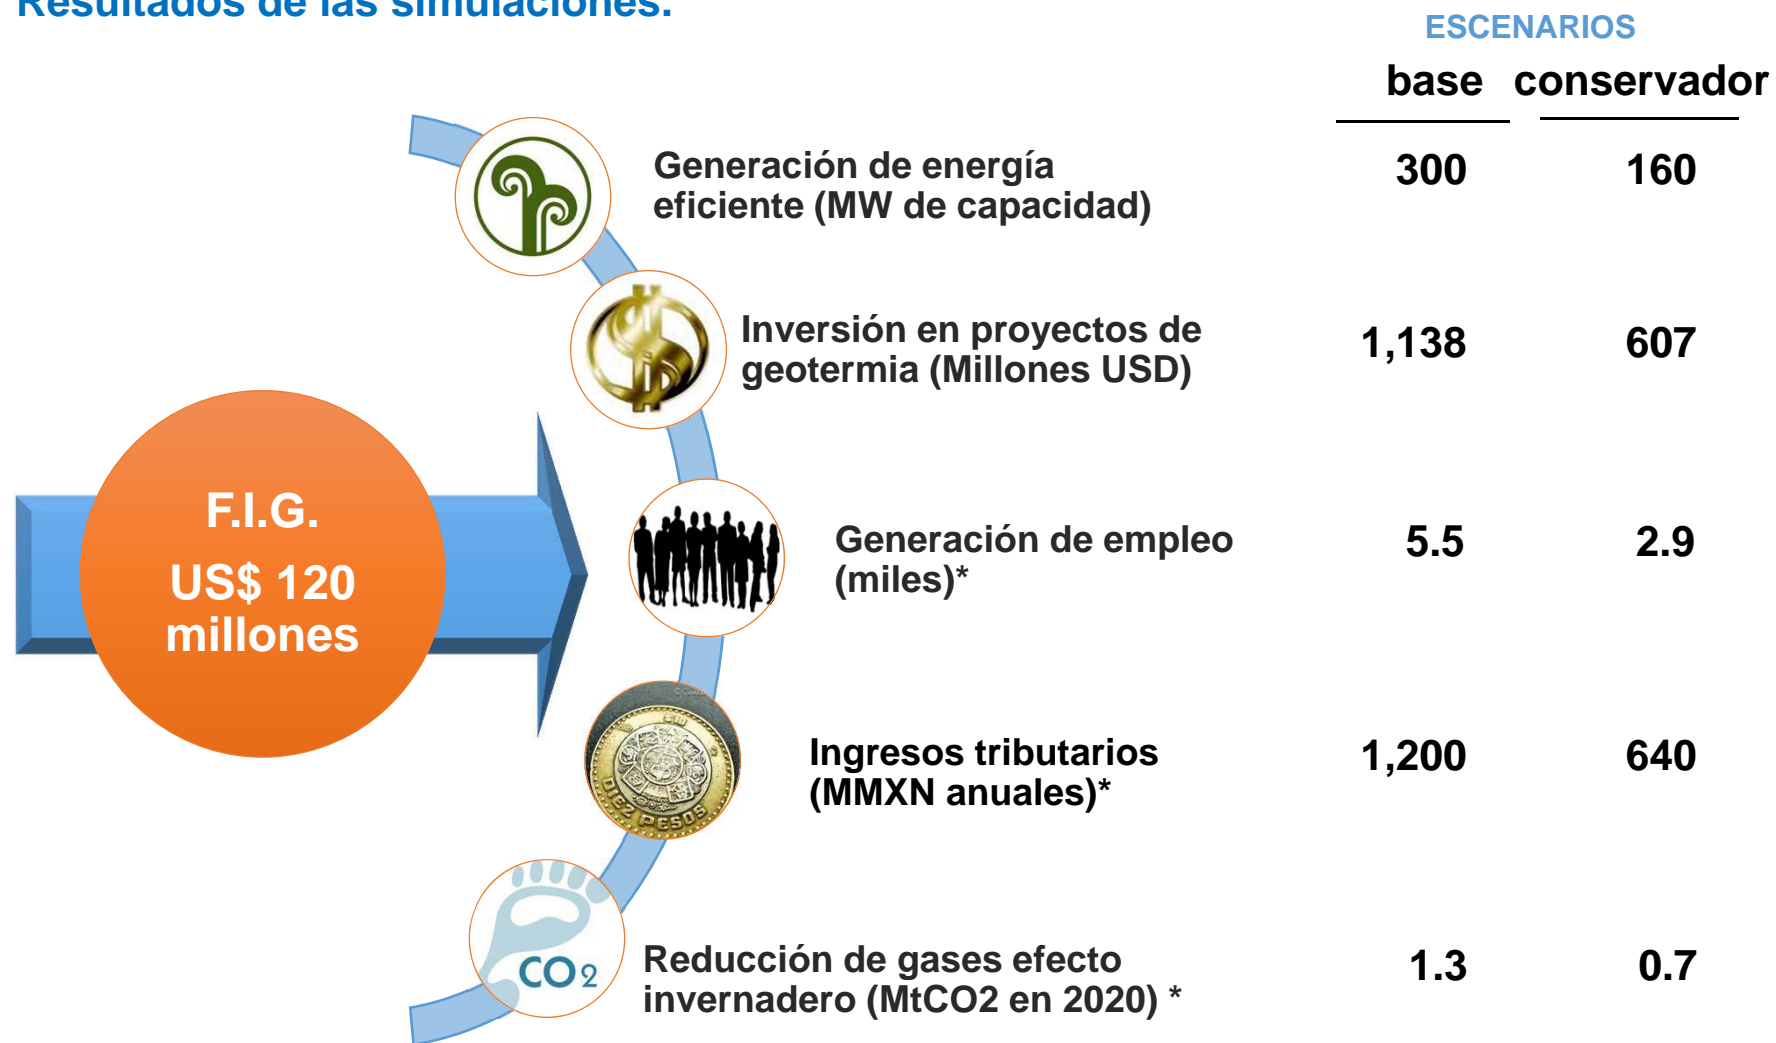 Resultados de las simulaciones.
ESCENARIOS
base conservador
Generación de energía
eficiente (MW de capacidad)
300 160
Inversión en proyectos de
geotermia (Millones USD)
1,138 607
F.I.G.
US$ 120
millones
Generación de empleo
(miles)*
5.5 2.9
Ingresos tributarios
(MMXN anuales)*
1,200 640
$10
DIEZ PESOS
CO2
Reducción de gases efecto
invernadero (MtCO2 en 2020) *
1.3 0.7